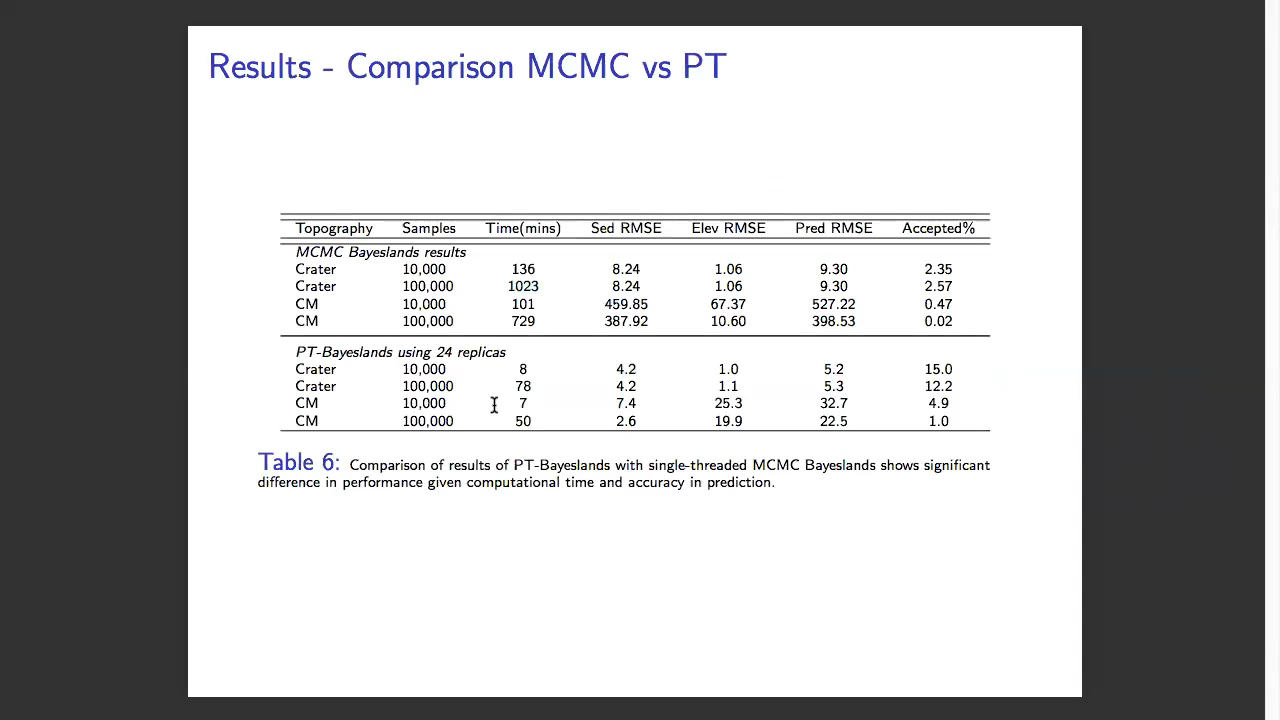 Results - Comparison MCMC vs PT
Topography Samples Time(mins) Sed RMSE Elev RMSE Pred RMSE Accepted%
MCMC Bayeslands results
Crater 10,000 136 8.24 1.06 9.30 2.35
Crater 100,000 1023 8.24 1.06 9.30 2.57
CM 10,000 101 459.85 67.37 527.22 0.47
CM 100,000 729 387.92 10.60 398.53 0.02
PT-Bayeslands using 24 replicas
Crater 10,000 8 4.2 1.0 5.2 15.0
Crater 100,000 78 4.2 1.1 5.3 12.2
CM 10,000 7 7.4 25.3 32.7 4.9
CM 100,000 50 2.6 19.9 22.5 1.0
Table 6: Comparison of results of PT-Bayeslands with single-threaded MCMC Bayeslands shows significant
difference in performance given computational time and accuracy in prediction.